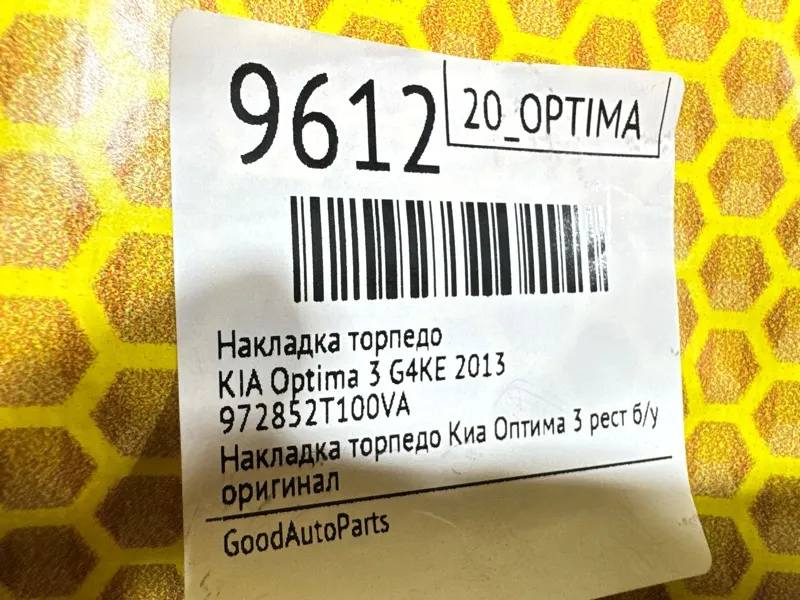 9612
20_OPTIMA
Накладка торпедо
KIA Optima 3 G4KE 2013
972852T100VA
Накладка торпедо Киа Оптима 3 рест б/у
оригинал
GoodAutoParts